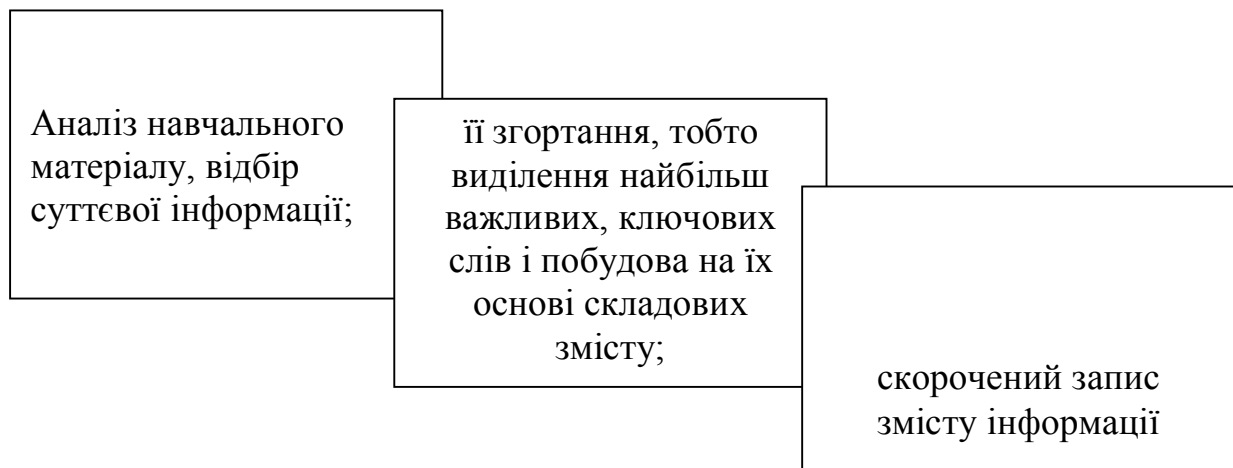 Аналіз навчального
матеріалу, відбір
суттєвої інформації;
її згортання, тобто
виділення найбільш
важливих, ключових
слів і побудова на їх
основі складових
змісту;
скорочений запис
змісту інформації